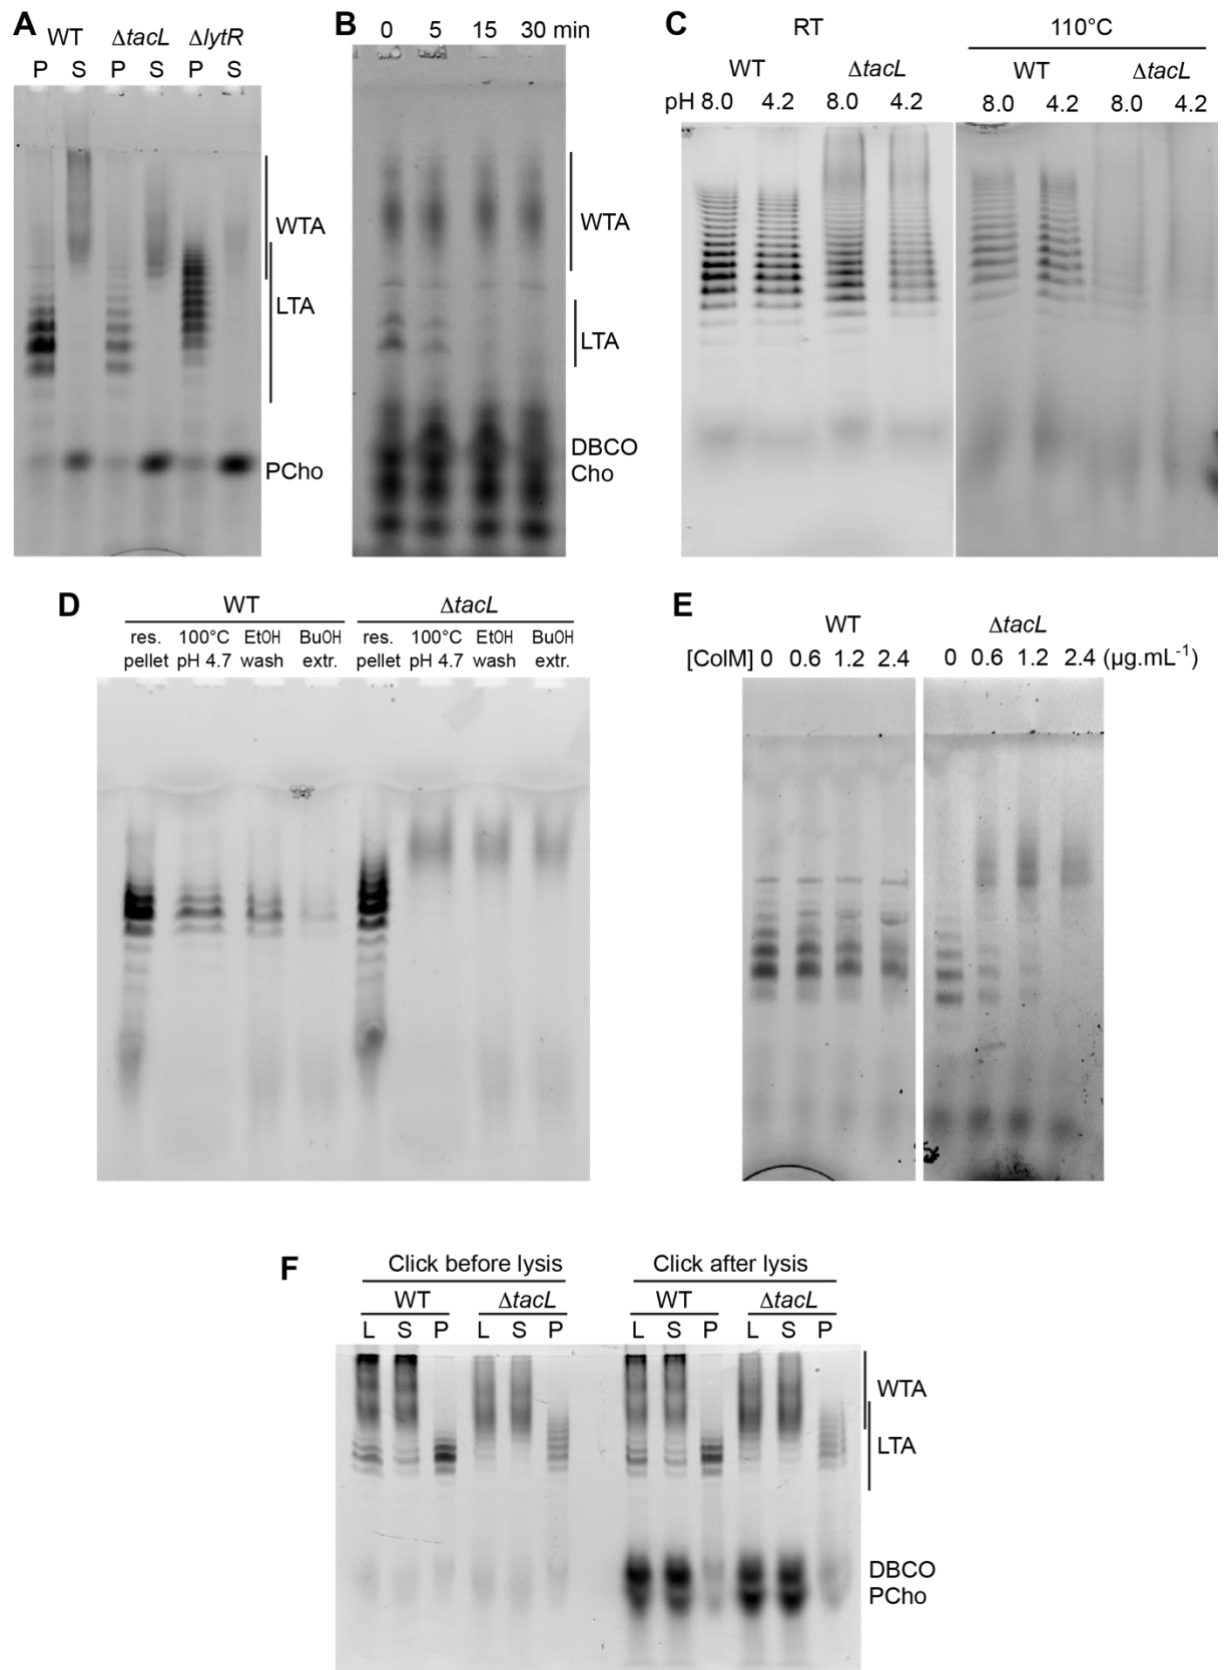 A
WT ΔtacL ΔlytR
P S P S P S
WTA
LTA
PCho
B
0 5 15 30 min
WTA
LTA
DBCO
Cho
C
RT 110°C
WT ΔtacL WT ΔtacL
pH 8.0 4.2 8.0 4.2 8.0 4.2 8.0 4.2
D
WT ΔtacL
res. 100°C EtOH BuOH res. 100°C EtOH BuOH
pellet pH 4.7 wash extr. pellet pH 4.7 wash extr.
E
WT ΔtacL
[ColM] 0 0.6 1.2 2.4 0 0.6 1.2 2.4 (µg.mL⁻¹)
F
Click before lysis Click after lysis
WT ΔtacL WT ΔtacL
L S P L S P L S P L S P
WTA
LTA
DBCO
PCho